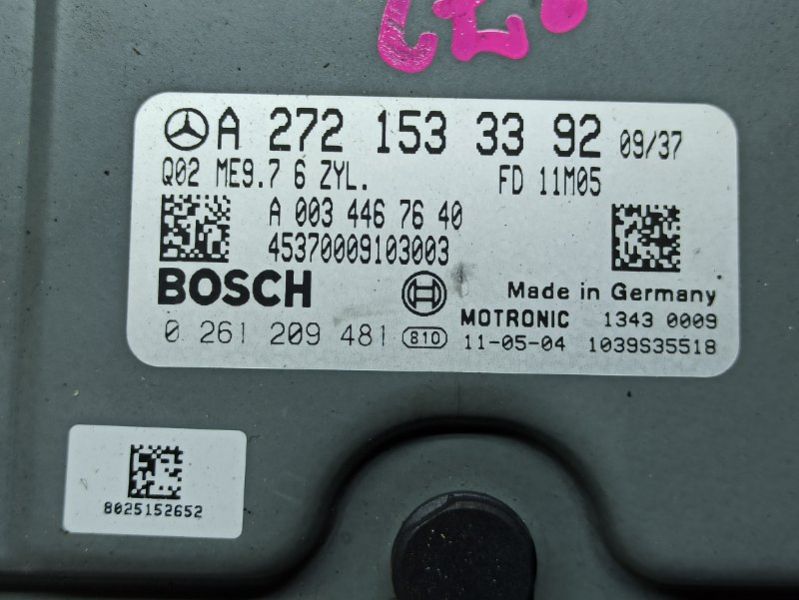 A 272 153 33 92 09/37
Q02 ME9.7 6 ZYL. FD 11M05
A 003 446 76 40
45370009103003
BOSCH Made in Germany
MOTRONIC 1343 0009
0 261 209 481 810 11-05-04 1039S35518
8025152652